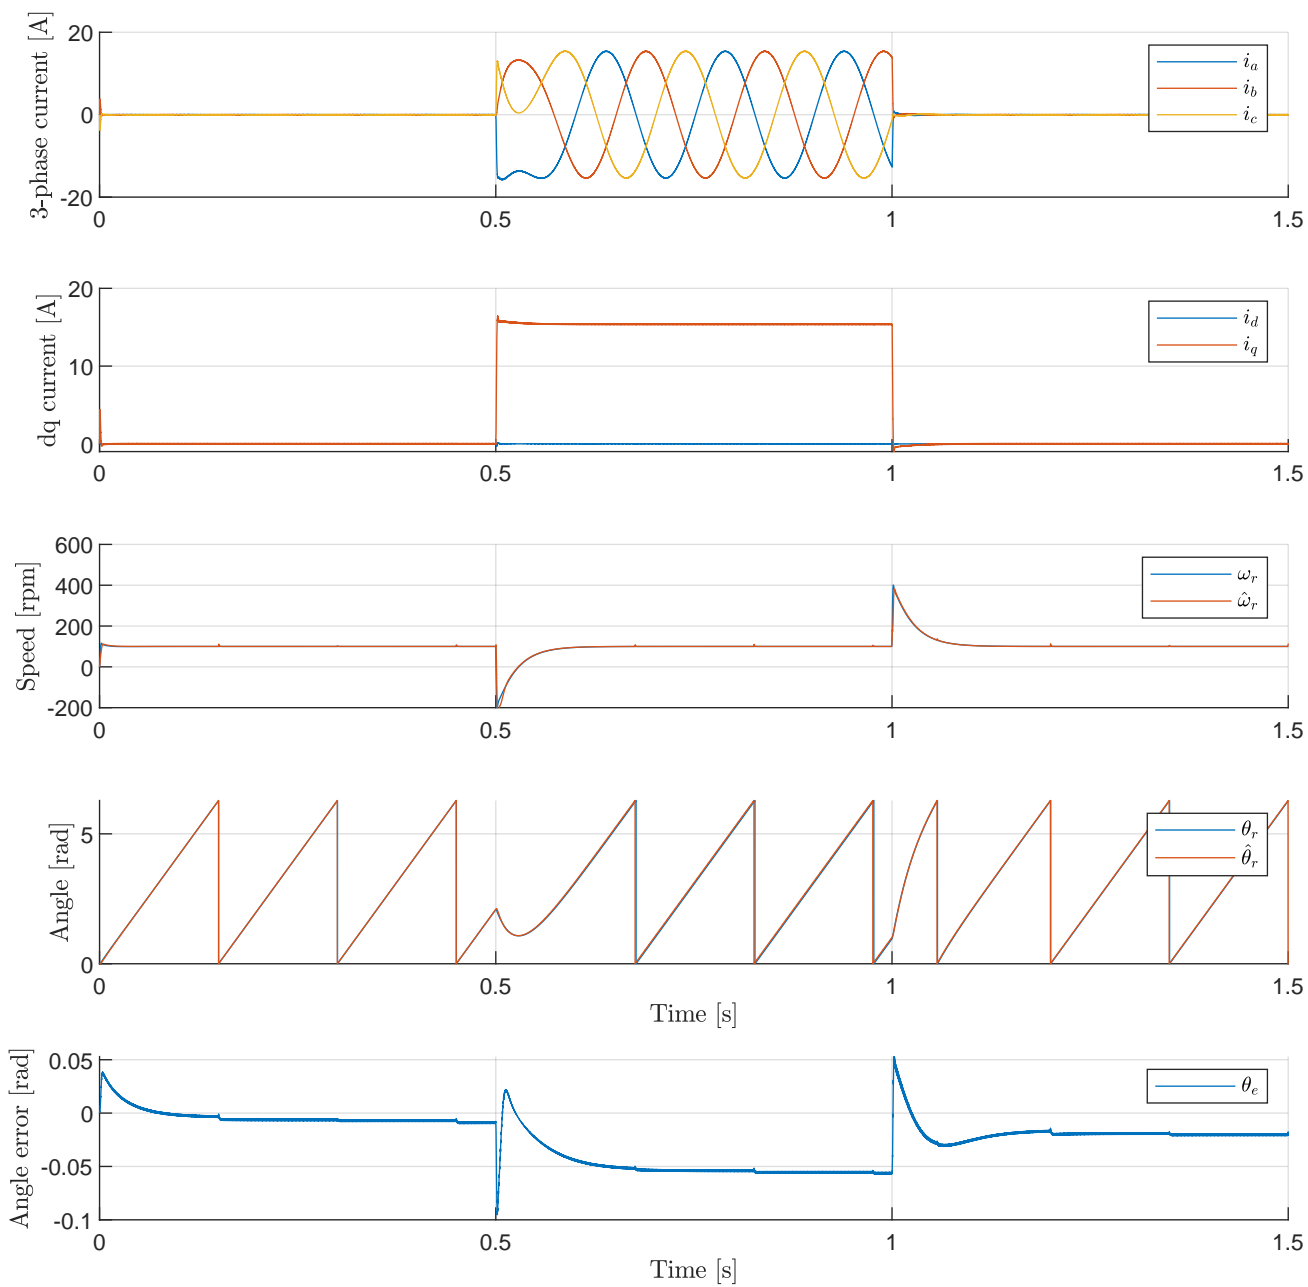 3-phase current [A]
20
0
-20
0
0.5
1
1.5
i_a
i_b
i_c
dq current [A]
20
10
0
0
0.5
1
1.5
i_d
i_q
Speed [rpm]
600
400
200
0
-200
0
0.5
1
1.5
ω_r
ω̂_r
Angle [rad]
5
0
0
0.5
1
1.5
θ_r
θ̂_r
Time [s]
Angle error [rad]
0.05
0
-0.05
-0.1
0
0.5
1
1.5
θ_e
Time [s]